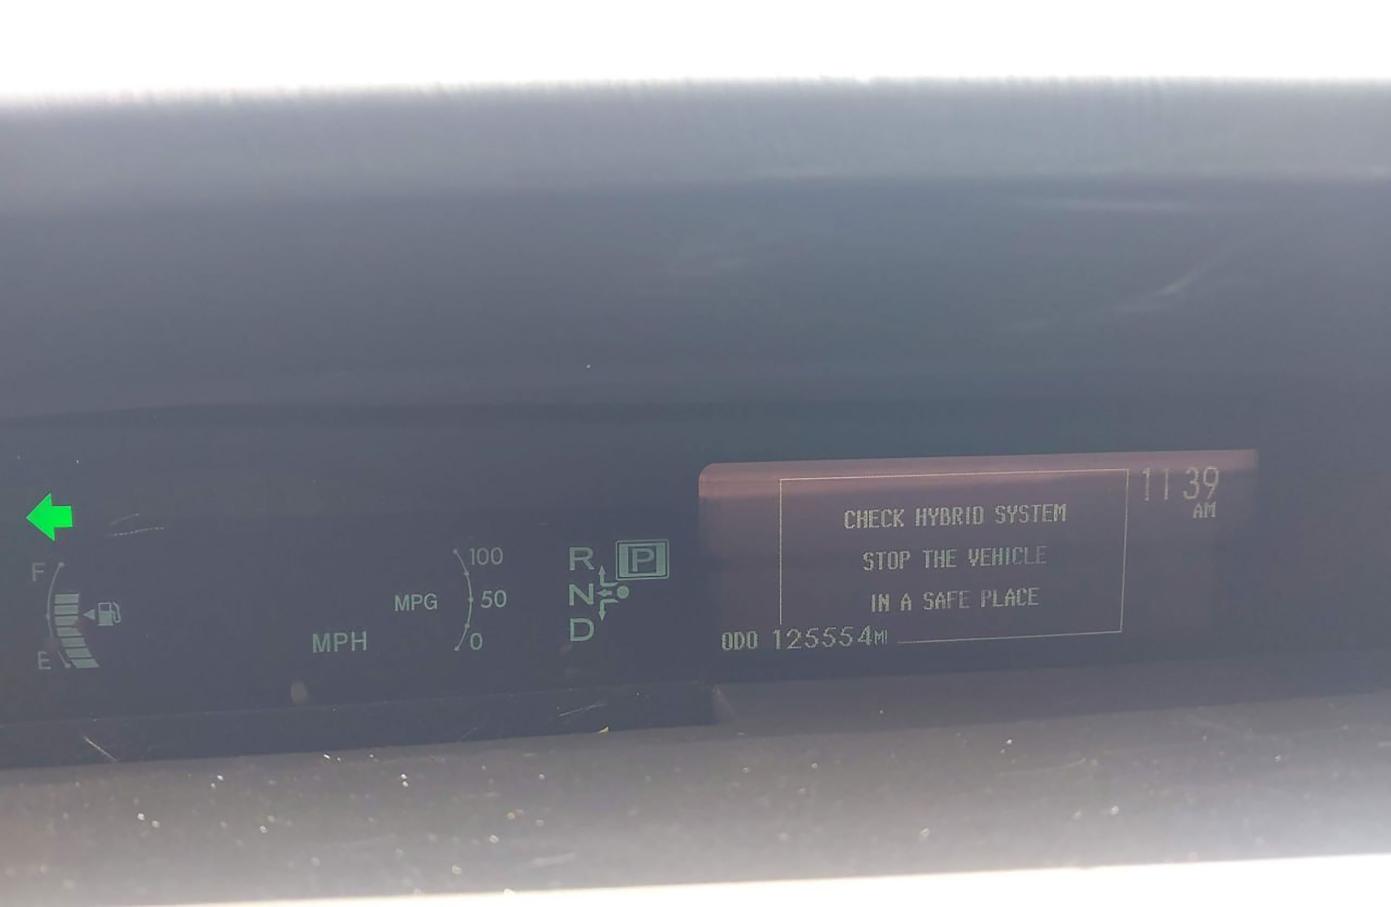 11 39
AM
CHECK HYBRID SYSTEM
STOP THE VEHICLE
IN A SAFE PLACE
ODO 125554MI
F
E
MPH
MPG
100
50
0
R P
N
D